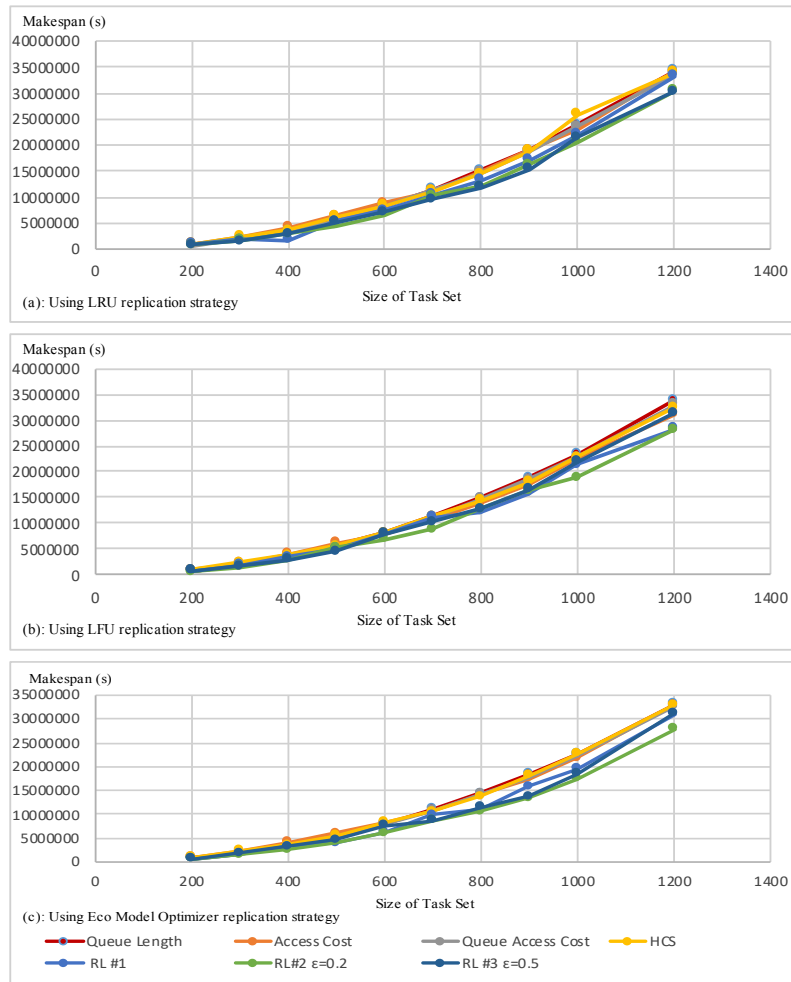 Makespan (s)
40000000
35000000
30000000
25000000
20000000
15000000
10000000
5000000
0
0 200 400 600 800 1000 1200 1400
Size of Task Set
(a): Using LRU replication strategy
Makespan (s)
40000000
35000000
30000000
25000000
20000000
15000000
10000000
5000000
0
0 200 400 600 800 1000 1200 1400
Size of Task Set
(b): Using LFU replication strategy
Makespan (s)
35000000
30000000
25000000
20000000
15000000
10000000
5000000
0
0 200 400 600 800 1000 1200 1400
Size of Task Set
(c): Using Eco Model Optimizer replication strategy
Queue Length Access Cost Queue Access Cost HCS
RL #1 RL#2 ε=0.2 RL #3 ε=0.5